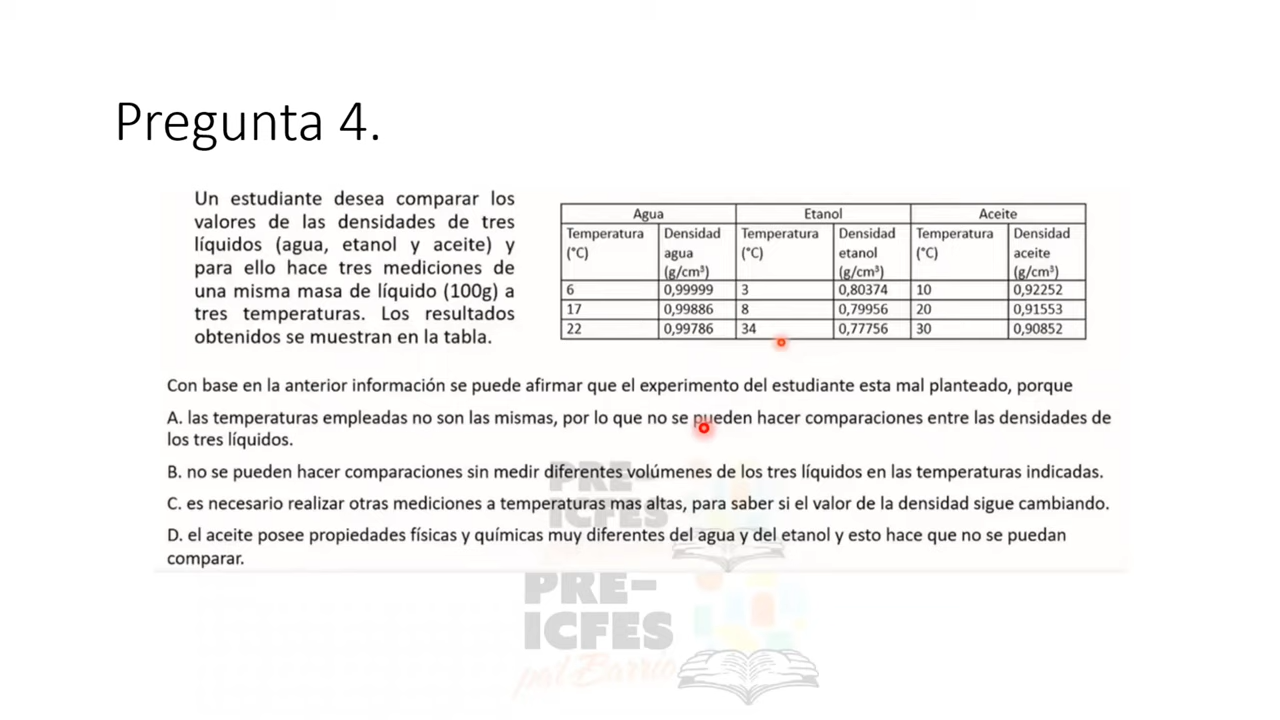 Pregunta 4.
Un estudiante desea comparar los
valores de las densidades de tres
líquidos (agua, etanol y aceite) y
para ello hace tres mediciones de
una misma masa de líquido (100g) a
tres temperaturas. Los resultados
obtenidos se muestran en la tabla.
Agua Etanol Aceite
Temperatura (°C) Densidad agua (g/cm³) Temperatura (°C) Densidad etanol (g/cm³) Temperatura (°C) Densidad aceite (g/cm³)
6 0,99999 3 0,80374 10 0,92252
17 0,99886 8 0,79956 20 0,91553
22 0,99786 34 0,77756 30 0,90852
Con base en la anterior información se puede afirmar que el experimento del estudiante esta mal planteado, porque
A. las temperaturas empleadas no son las mismas, por lo que no se pueden hacer comparaciones entre las densidades de
los tres líquidos.
B. no se pueden hacer comparaciones sin medir diferentes volúmenes de los tres líquidos en las temperaturas indicadas.
C. es necesario realizar otras mediciones a temperaturas mas altas, para saber si el valor de la densidad sigue cambiando.
D. el aceite posee propiedades físicas y químicas muy diferentes del agua y del etanol y esto hace que no se puedan
comparar.
PRE-
ICFES
PRE-
ICFES
pal Barrio